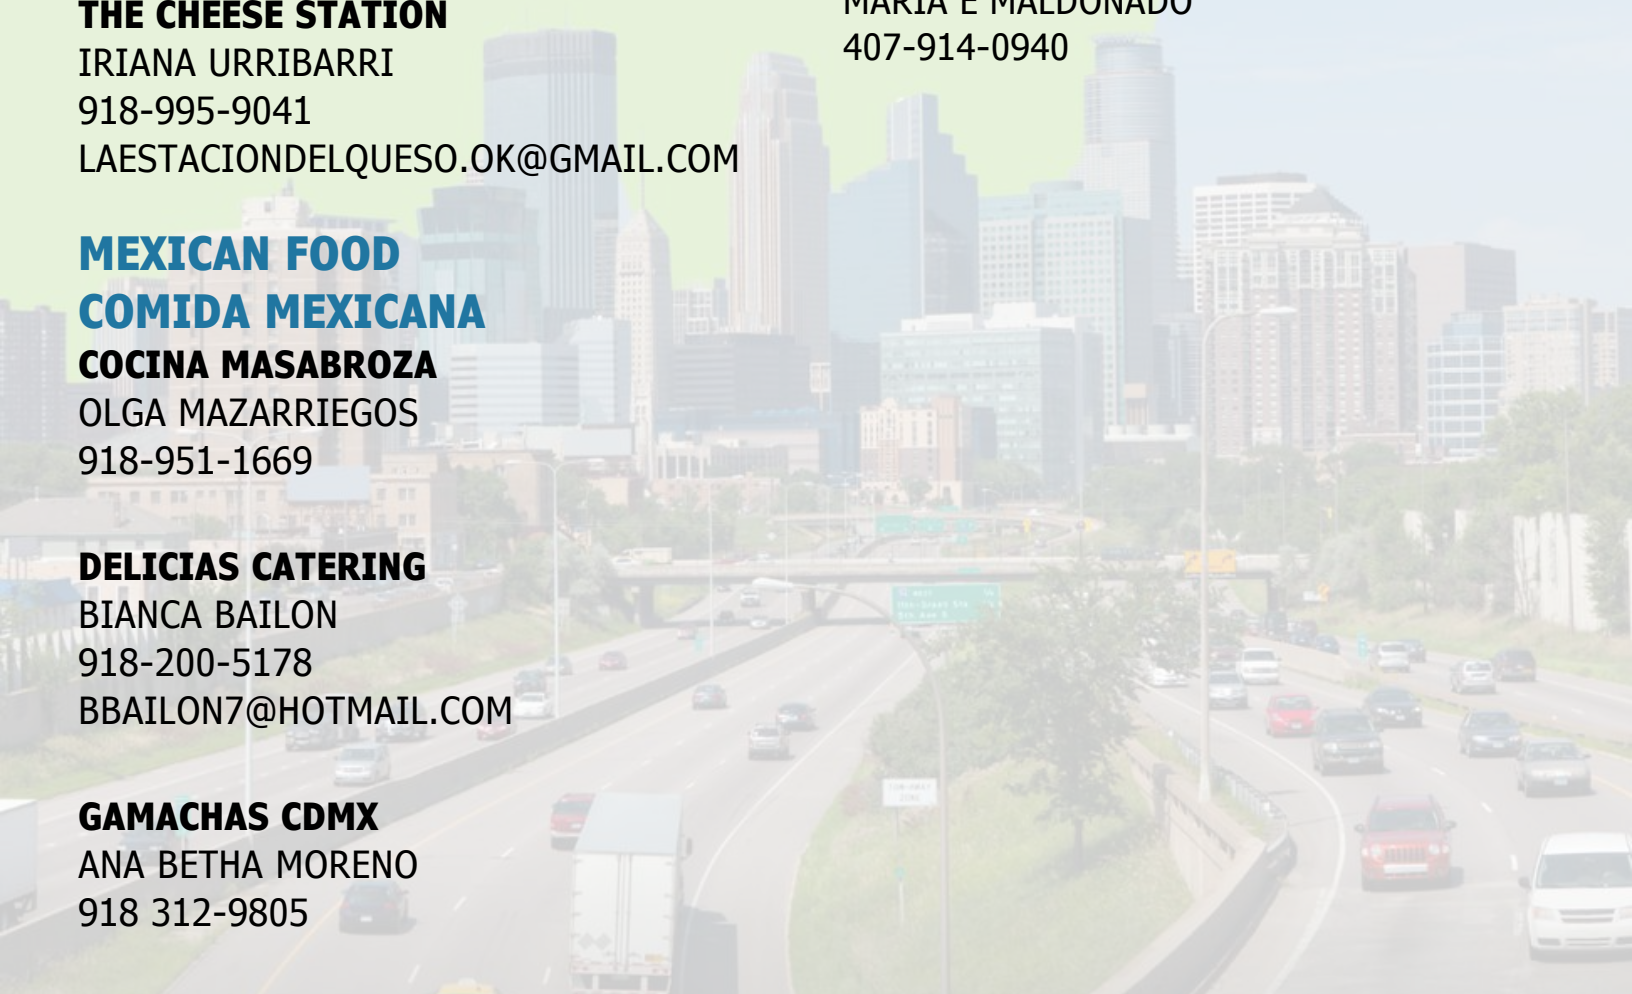 THE CHEESE STATION
IRIANA URRIBARRI
918-995-9041
LAESTACIONDELQUESO.OK@GMAIL.COM
MEXICAN FOOD
COMIDA MEXICANA
COCINA MASABROZA
OLGA MAZARRIEGOS
918-951-1669
DELICIAS CATERING
BIANCA BAILON
918-200-5178
BBAILON7@HOTMAIL.COM
GAMACHAS CDMX
ANA BETHA MORENO
918 312-9805
MARIA E MALDONADO
407-914-0940